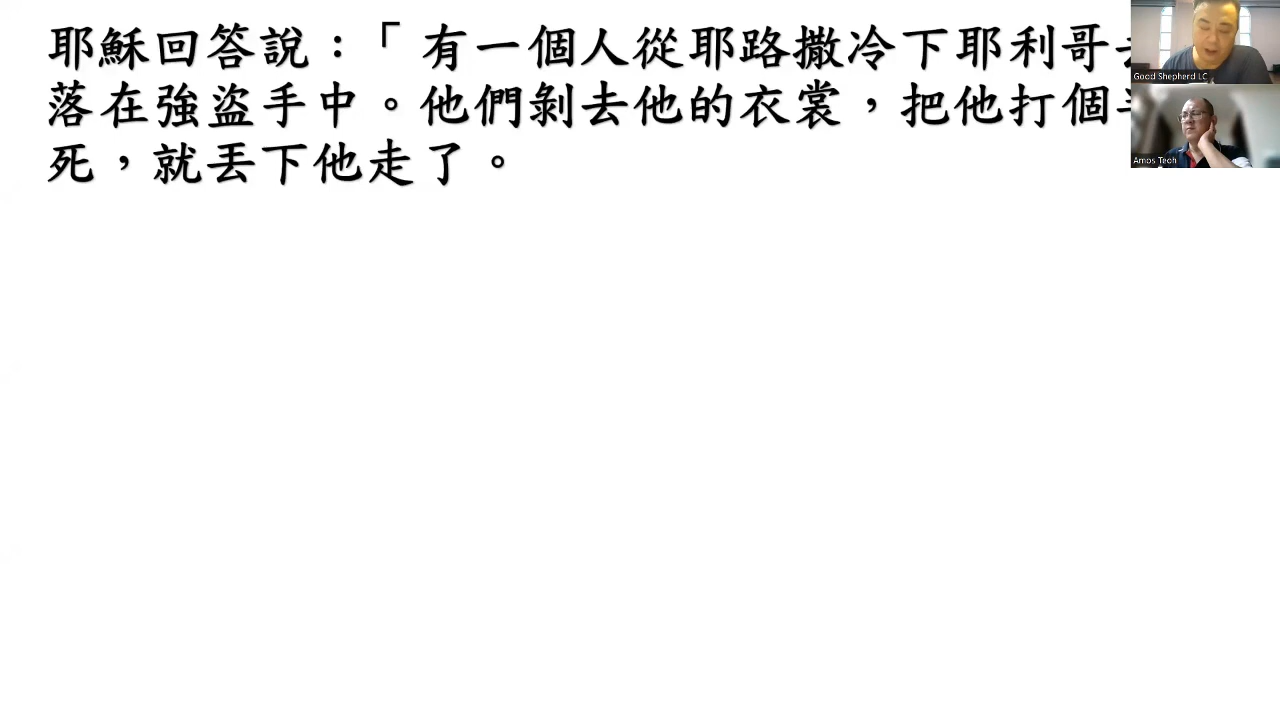 耶穌回答說：「 有一個人從耶路撒冷下耶利哥
落在強盜手中。他們剝去他的衣裳，把他打個
死，就丟下他走了。
Good Shepherd LC
Amos Teoh